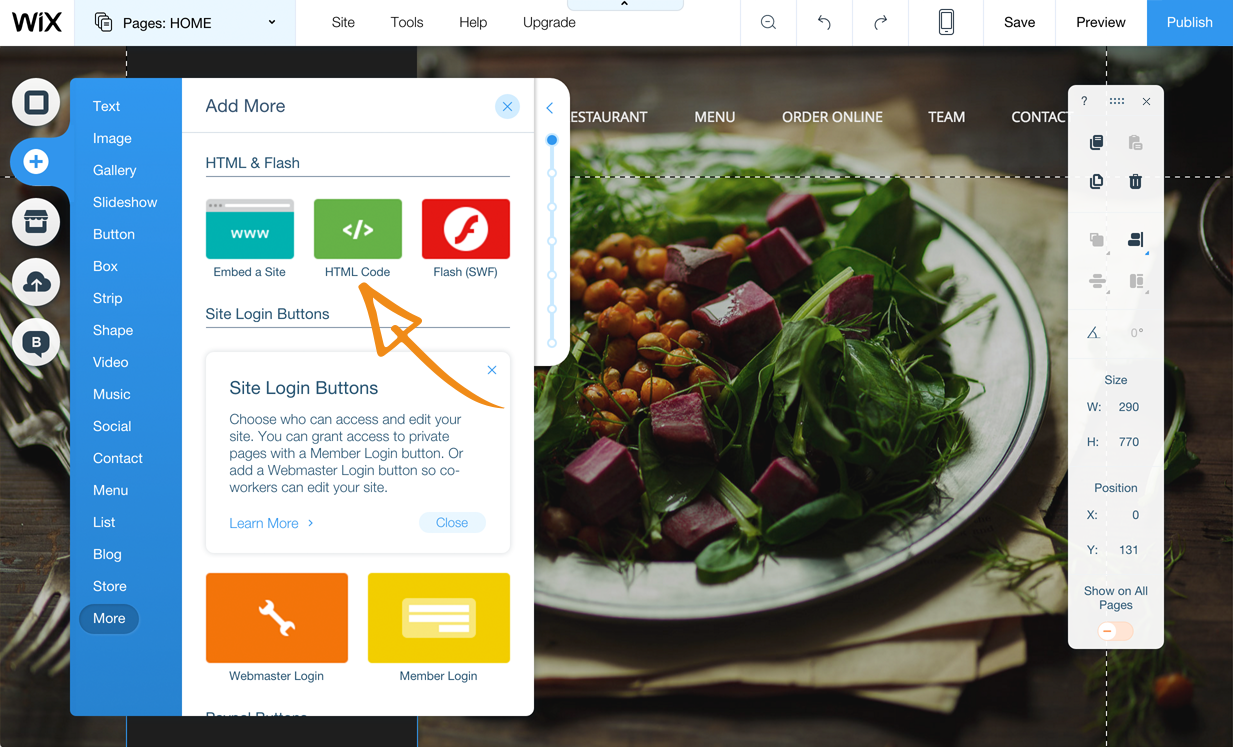 WiX
Pages: HOME
Site
Tools
Help
Upgrade
Save
Preview
Publish
Text
Image
Gallery
Slideshow
Button
Box
Strip
Shape
Video
Music
Social
Contact
Menu
List
Blog
Store
More
Add More
HTML & Flash
www
</>
Embed a Site
HTML Code
Flash (SWF)
Site Login Buttons
Site Login Buttons
Choose who can access and edit your
site. You can grant access to private
pages with a Member Login button. Or
add a Webmaster Login button so co-
workers can edit your site.
Learn More >
Close
Webmaster Login
Member Login
Paypal Buttons
B
ESTAURANT
MENU
ORDER ONLINE
TEAM
CONTACT
?
0°
Size
W: 290
H: 770
Position
X: 0
Y: 131
Show on All
Pages